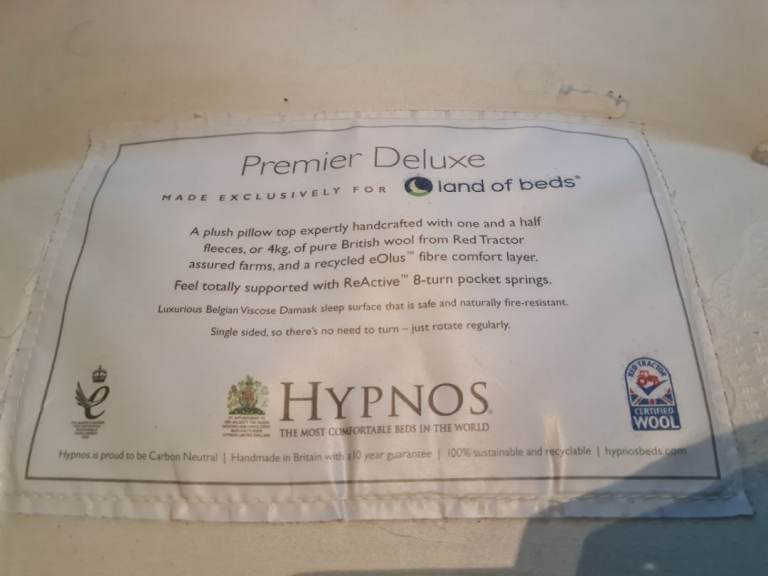 Premier Deluxe
MADE EXCLUSIVELY FOR land of beds®
A plush pillow top expertly handcrafted with one and a half
fleeces, or 4kg, of pure British wool from Red Tractor
assured farms, and a recycled eOlus™ fibre comfort layer.
Feel totally supported with ReActive™ 8-turn pocket springs.
Luxurious Belgian Viscose Damask sleep surface that is safe and naturally fire-resistant.
Single sided, so there's no need to turn – just rotate regularly.
HYPNOS®
THE MOST COMFORTABLE BEDS IN THE WORLD
RED TRACTOR
CERTIFIED
WOOL
Hypnos is proud to be Carbon Neutral | Handmade in Britain with a 10 year guarantee | 100% sustainable and recyclable | hypnosbeds.com